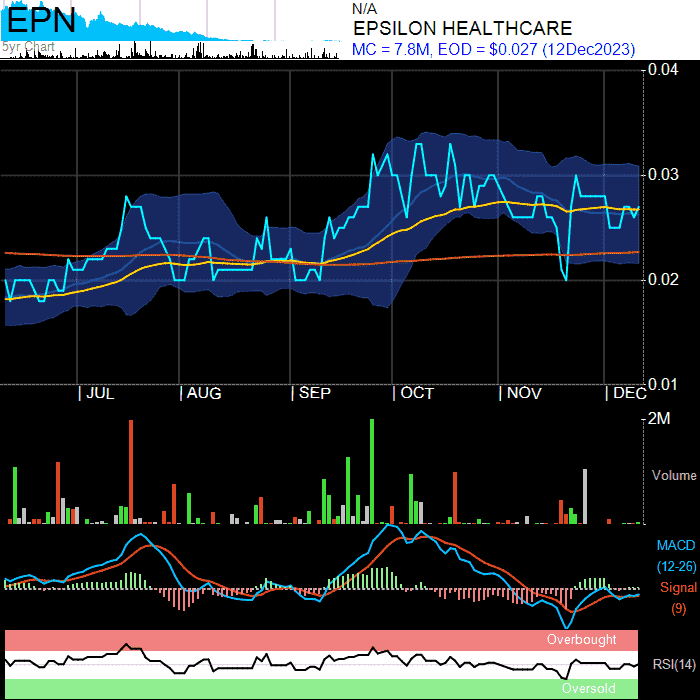 EPN
5yr Chart
N/A
EPSILON HEALTHCARE
MC = 7.8M, EOD = $0.027 (12Dec2023)
0.04
0.03
0.02
0.01
| JUL | AUG | SEP | OCT | NOV | DEC
2M
Volume
MACD
(12-26)
Signal
(9)
Overbought
RSI(14)
Oversold